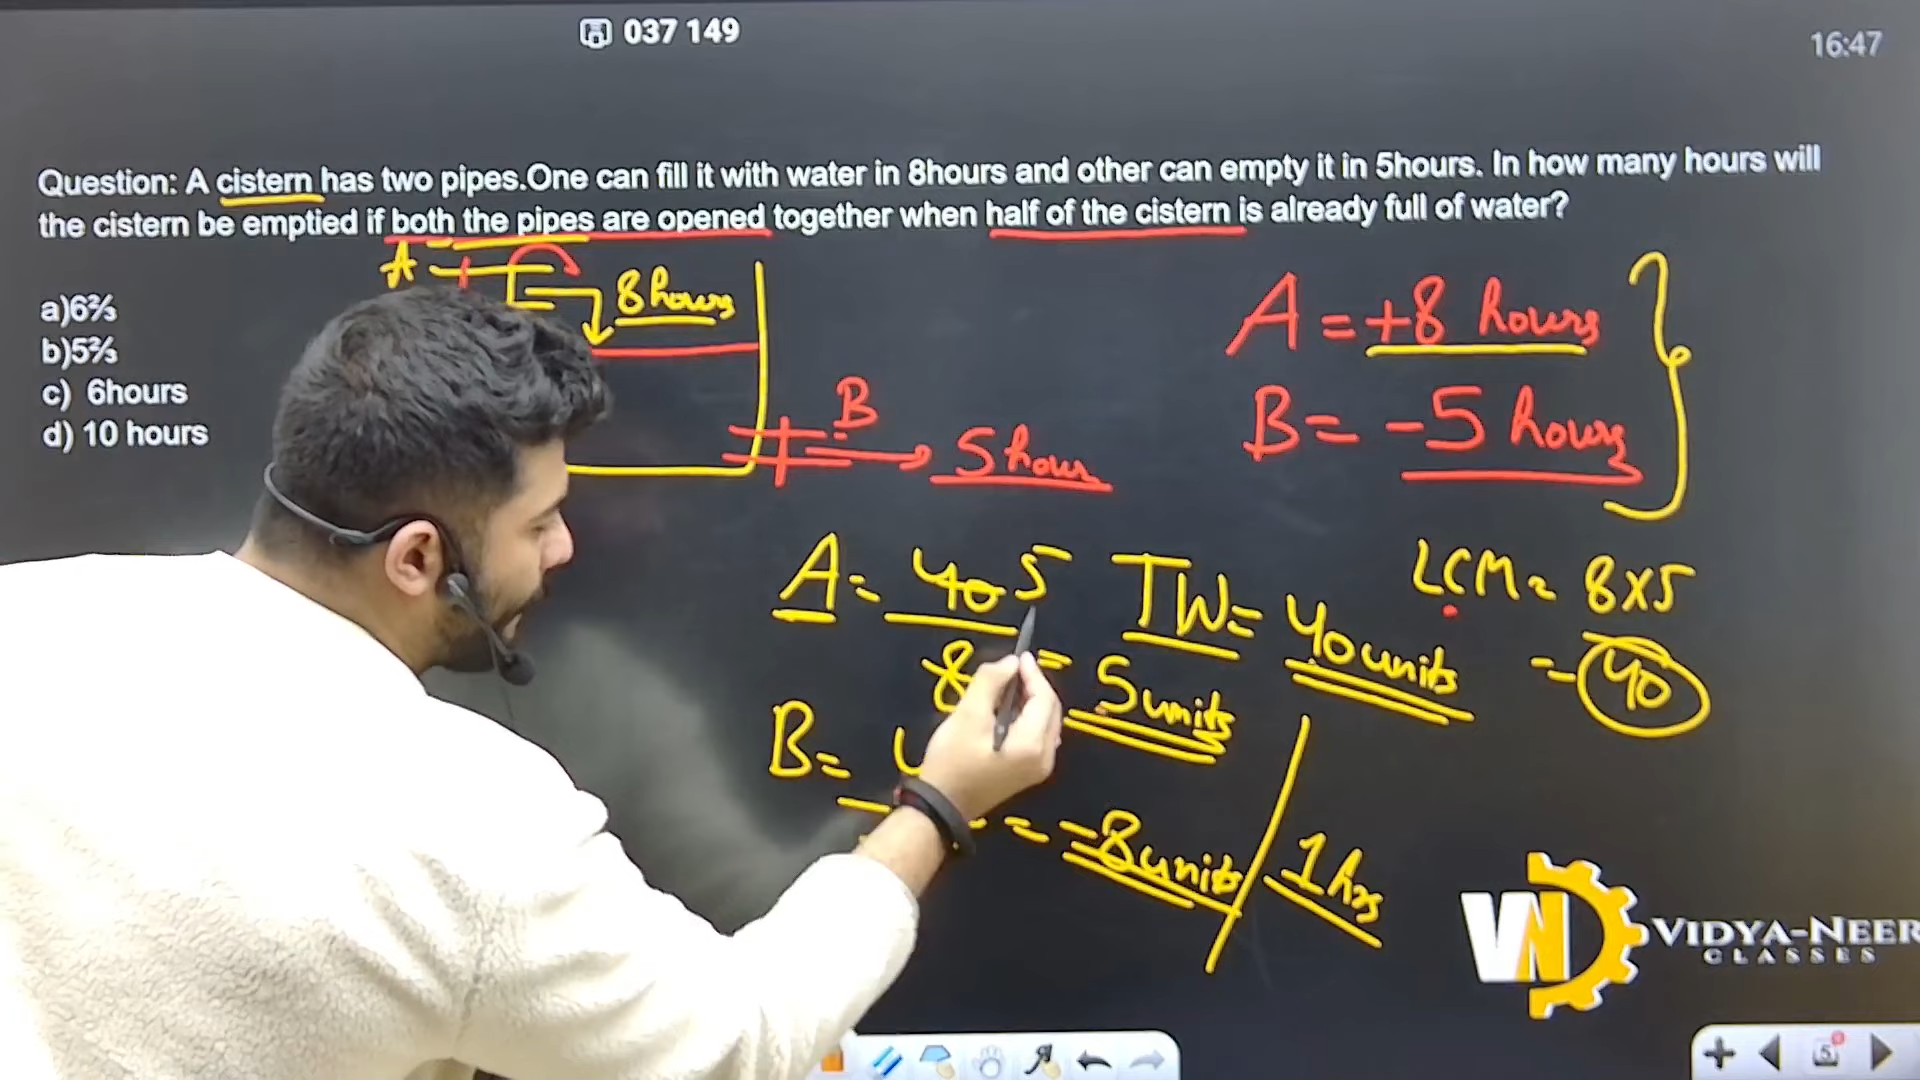 037 149
16:47
Question: A cistern has two pipes.One can fill it with water in 8hours and other can empty it in 5hours. In how many hours will
the cistern be emptied if both the pipes are opened together when half of the cistern is already full of water?
a)6⅔
b)5⅔
c) 6hours
d) 10 hours
A
8 hours
B
5 hour
A = +8 hours
B = -5 hours
LCM = 8x5
= 40
TW = 40 units
A = 40 5
8 = 5 units
B =
= -8 units
1 hrs
VN
VIDYA-NEER
CLASSES
5